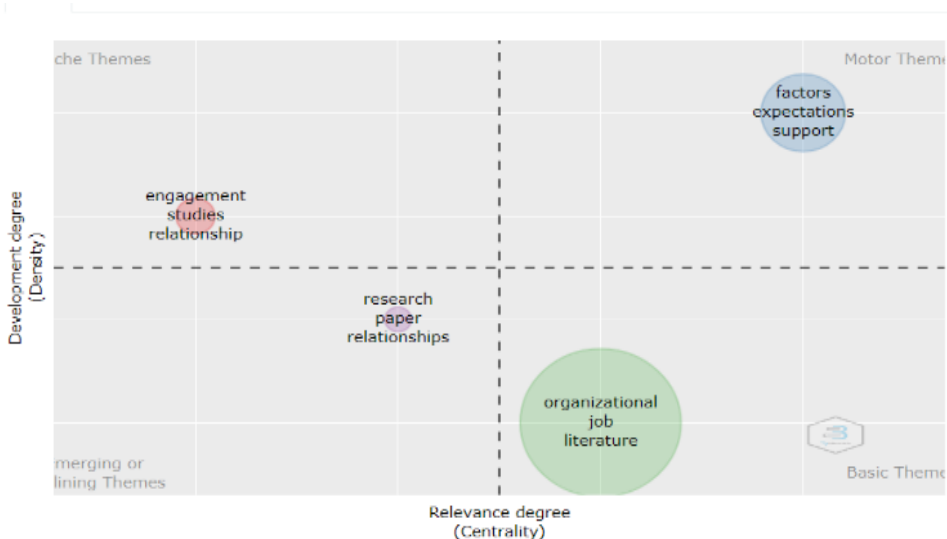 che Themes
Motor Theme
factors
expectations
support
engagement
studies
relationship
Development degree
(Density)
research
paper
relationships
organizational
job
literature
merging or
lining Themes
Basic Theme
Relevance degree
(Centrality)